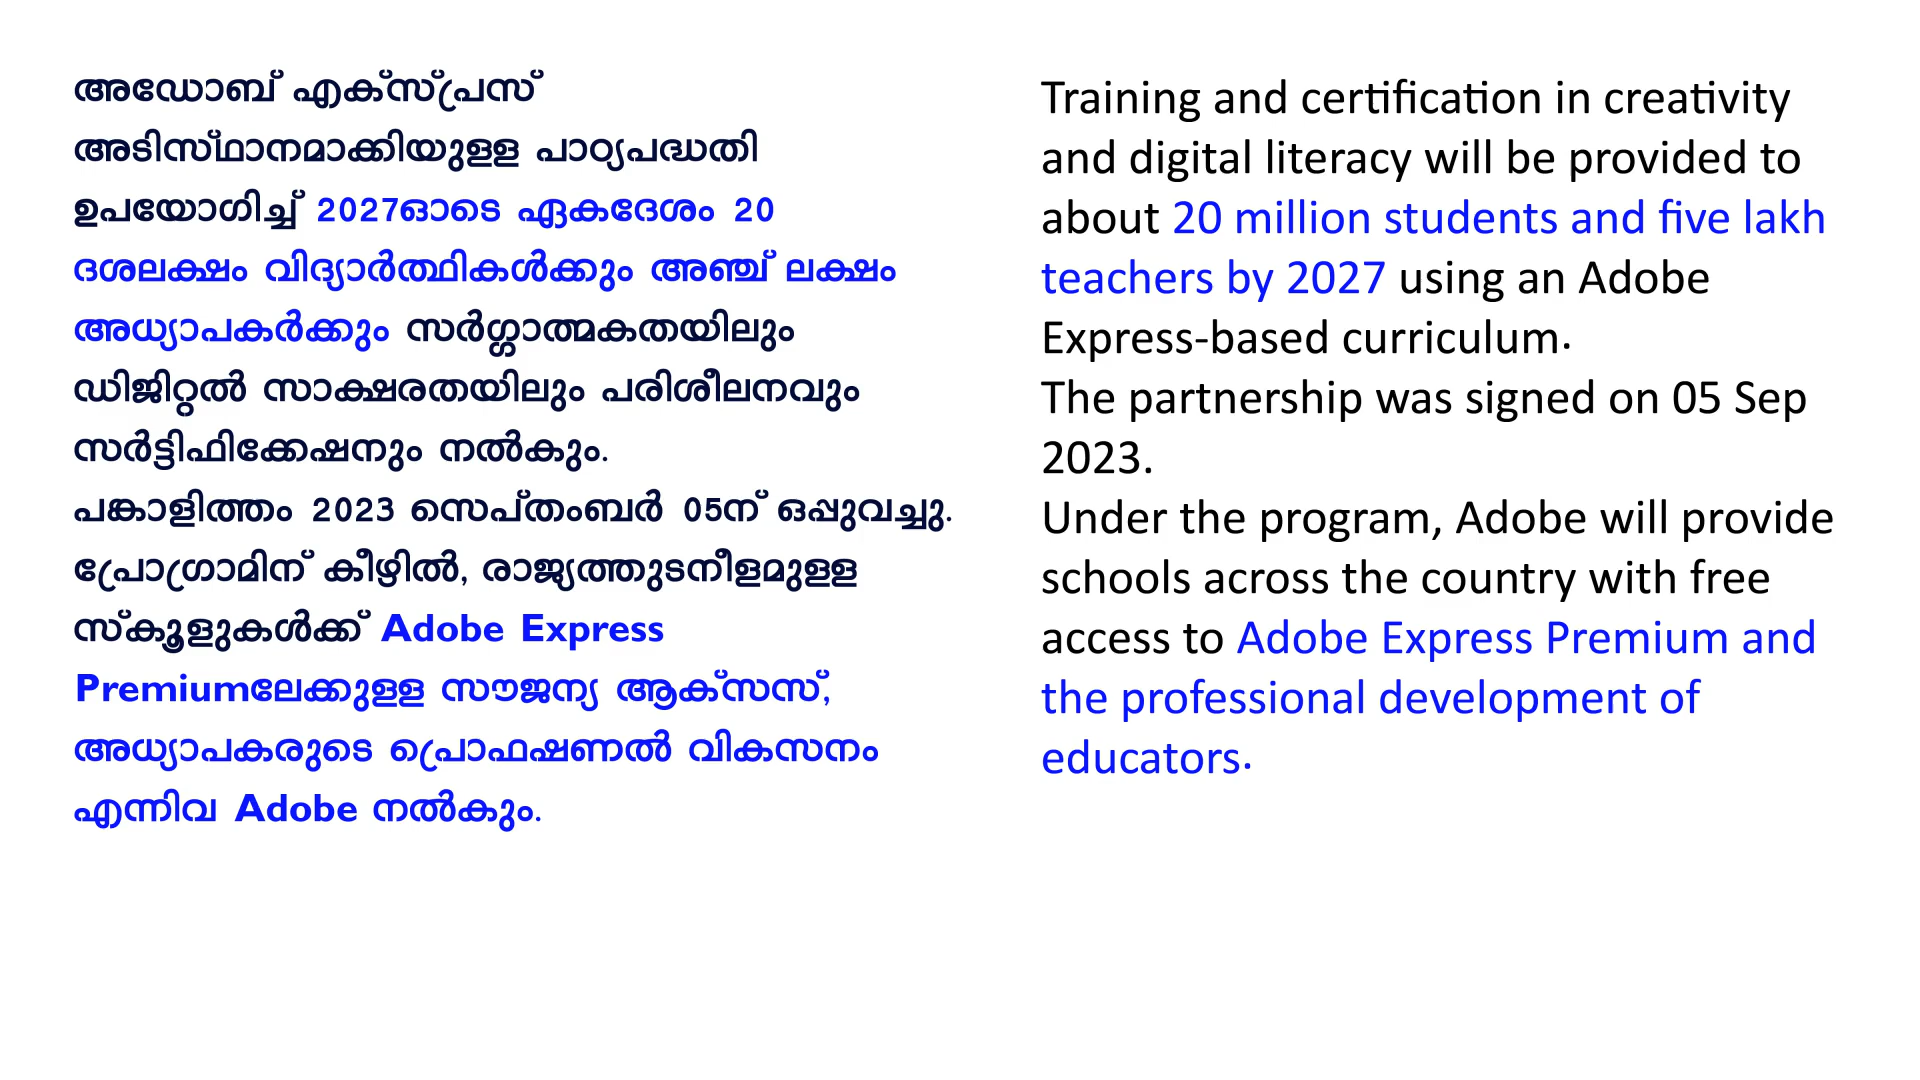 അഡോബ് എക്സ്പ്രസ്
അടിസ്ഥാനമാക്കിയുള്ള പാഠ്യപദ്ധതി
ഉപയോഗിച്ച് 2027ഓടെ ഏകദേശം 20
ദശലക്ഷം വിദ്യാർത്ഥികൾക്കും അഞ്ച് ലക്ഷം
അധ്യാപകർക്കും സർഗ്ഗാത്മകതയിലും
ഡിജിറ്റൽ സാക്ഷരതയിലും പരിശീലനവും
സർട്ടിഫിക്കേഷനും നൽകും.
പങ്കാളിത്തം 2023 സെപ്തംബർ 05ന് ഒപ്പുവച്ചു.
പ്രോഗ്രാമിന് കീഴിൽ, രാജ്യത്തുടനീളമുള്ള
സ്കൂളുകൾക്ക് Adobe Express
Premiumലേക്കുള്ള സൗജന്യ ആക്സസ്,
അധ്യാപകരുടെ പ്രൊഫഷണൽ വികസനം
എന്നിവ Adobe നൽകും.
Training and certification in creativity
and digital literacy will be provided to
about 20 million students and five lakh
teachers by 2027 using an Adobe
Express-based curriculum.
The partnership was signed on 05 Sep
2023.
Under the program, Adobe will provide
schools across the country with free
access to Adobe Express Premium and
the professional development of
educators.